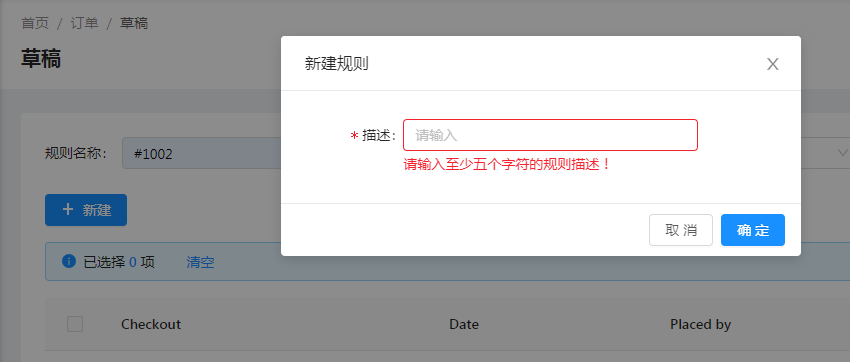 首页 / 订单 / 草稿
草稿
新建规则
规则名称:
#1002
* 描述:
请输入
请输入至少五个字符的规则描述！
+ 新建
取 消
确 定
已选择 0 项
清空
Checkout
Date
Placed by